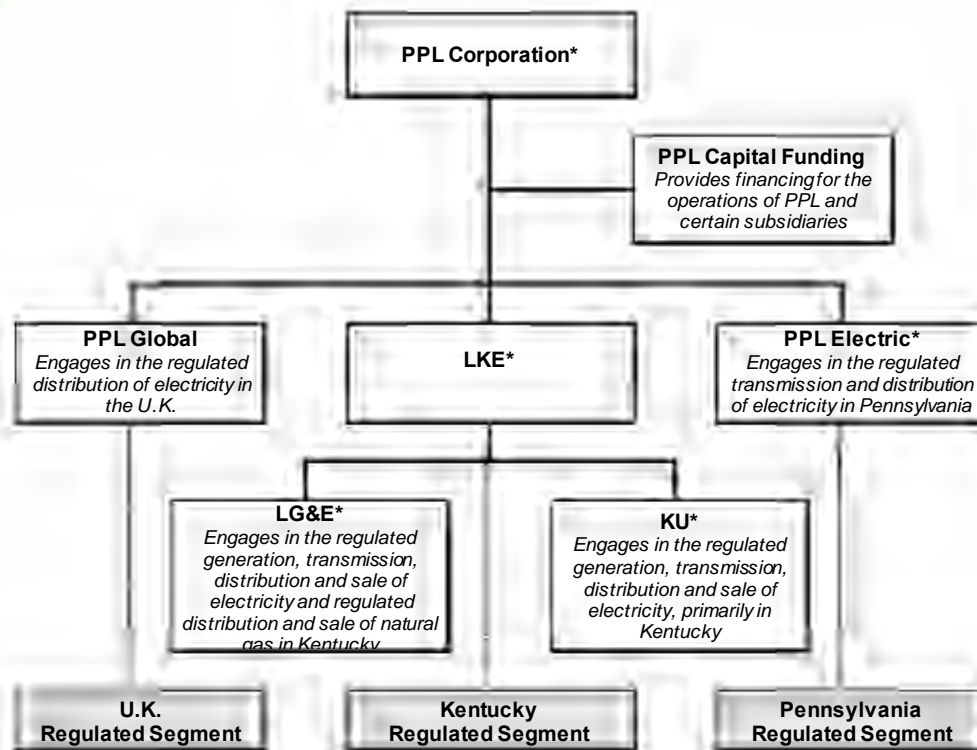 PPL Corporation*
PPL Capital Funding
Provides financing for the
operations of PPL and
certain subsidiaries
PPL Global
Engages in the regulated
distribution of electricity in
the U.K.
LKE*
PPL Electric*
Engages in the regulated
transmission and distribution
of electricity in Pennsylvania
LG&E*
Engages in the regulated
generation, transmission,
distribution and sale of
electricity and regulated
distribution and sale of natural
gas in Kentucky
KU*
Engages in the regulated
generation, transmission,
distribution and sale of
electricity, primarily in
Kentucky
U.K.
Regulated Segment
Kentucky
Regulated Segment
Pennsylvania
Regulated Segment